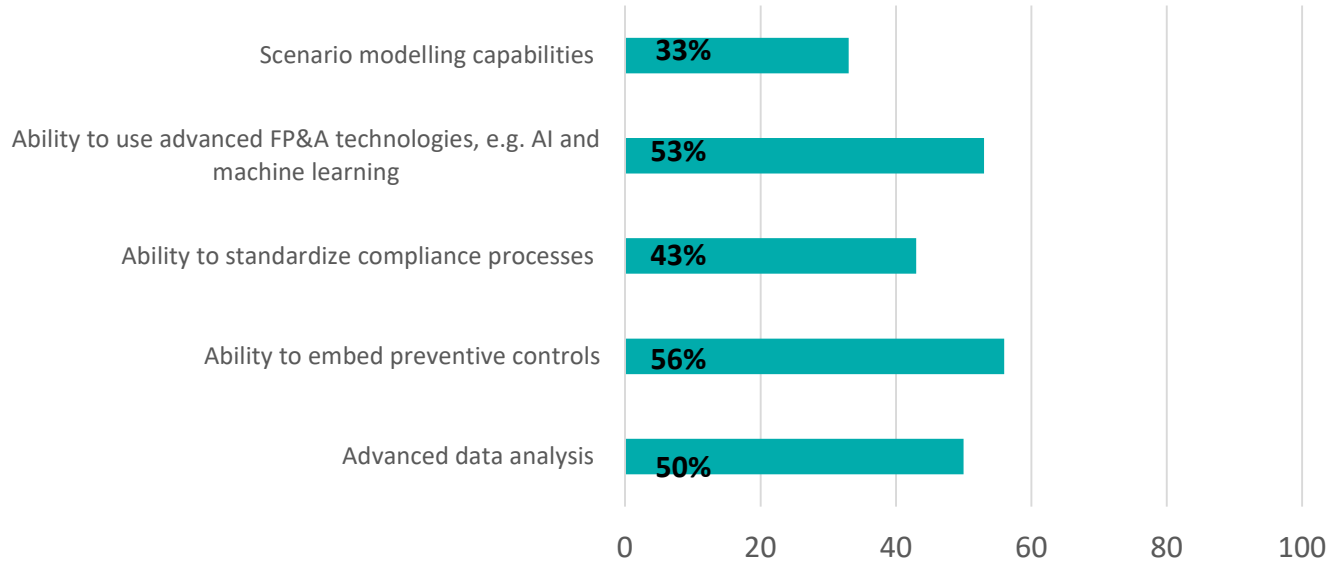 Scenario modelling capabilities
33%
Ability to use advanced FP&A technologies, e.g. AI and
machine learning
53%
Ability to standardize compliance processes
43%
Ability to embed preventive controls
56%
Advanced data analysis
50%
0 20 40 60 80 100